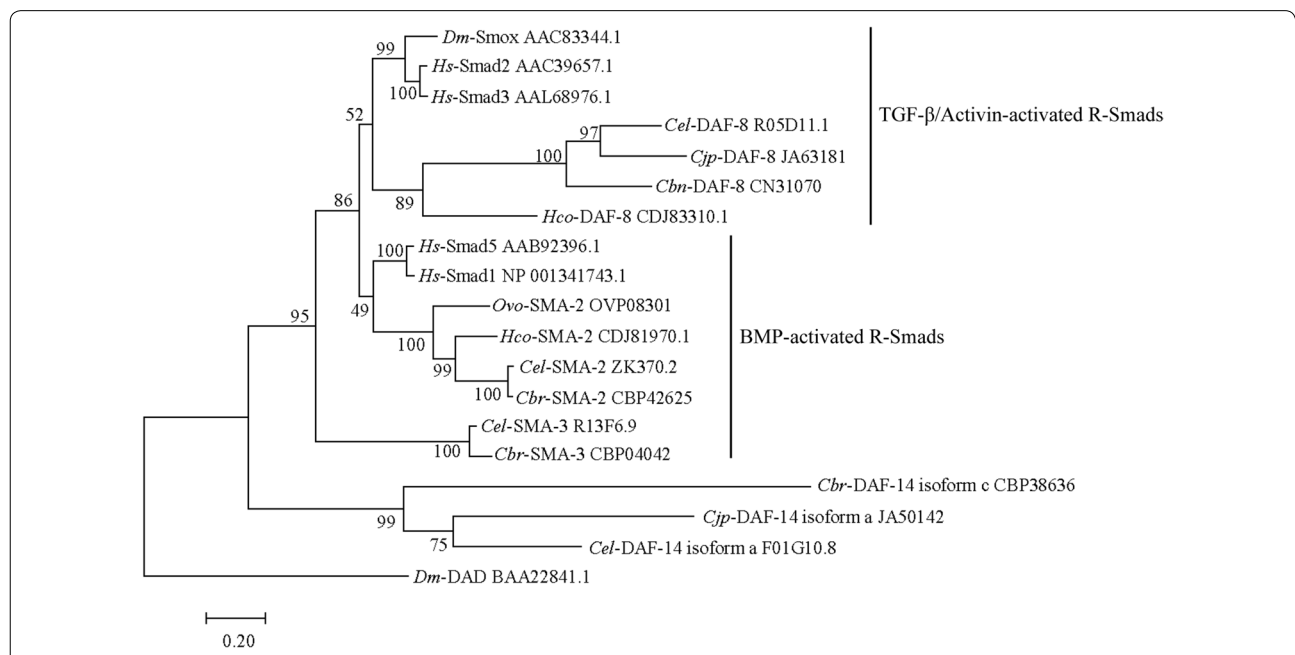 Dm-Smox AAC83344.1
99
Hs-Smad2 AAC39657.1
100
Hs-Smad3 AAL68976.1
TGF-β/Activin-activated R-Smads
52
Cel-DAF-8 R05D11.1
97
Cjp-DAF-8 JA63181
100
Cbn-DAF-8 CN31070
86
89
Hco-DAF-8 CDJ83310.1
Hs-Smad5 AAB92396.1
100
Hs-Smad1 NP 001341743.1
49
Ovo-SMA-2 OVP08301
95
100
Hco-SMA-2 CDJ81970.1
BMP-activated R-Smads
99
Cel-SMA-2 ZK370.2
100
Cbr-SMA-2 CBP42625
Cel-SMA-3 R13F6.9
100
Cbr-SMA-3 CBP04042
Cbr-DAF-14 isoform c CBP38636
99
Cjp-DAF-14 isoform a JA50142
75
Cel-DAF-14 isoform a F01G10.8
Dm-DAD BAA22841.1
0.20